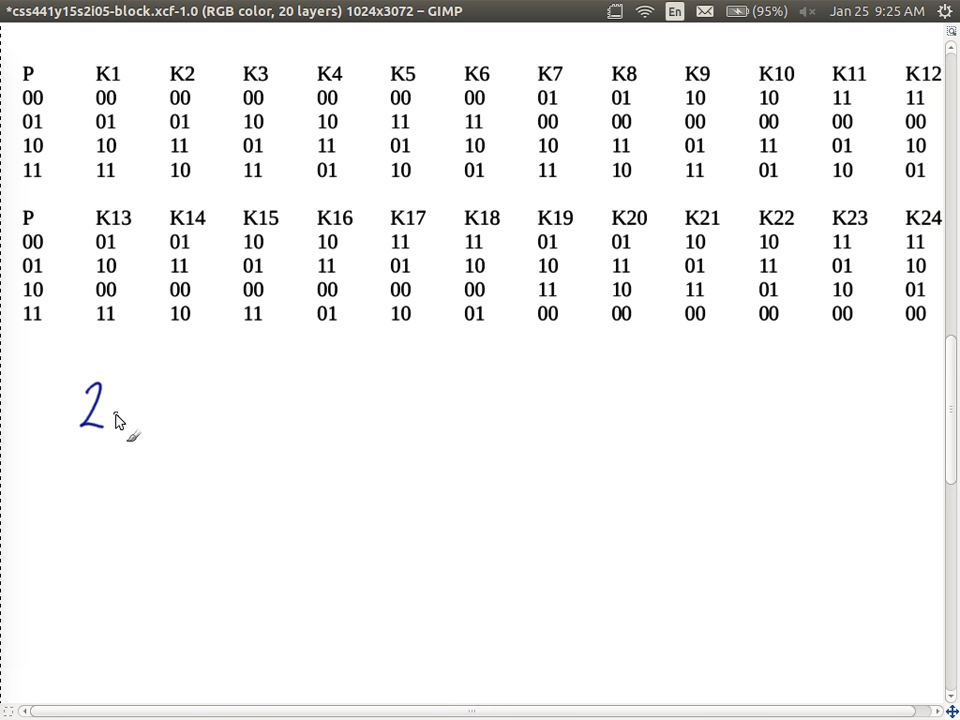 *css441y15s2i05-block.xcf-1.0 (RGB color, 20 layers) 1024x3072 – GIMP En (95%) Jan 25 9:25 AM
P K1 K2 K3 K4 K5 K6 K7 K8 K9 K10 K11 K12
00 00 00 00 00 00 00 01 01 10 10 11 11
01 01 01 10 10 11 11 00 00 00 00 00 00
10 10 11 01 11 01 10 10 11 01 11 01 10
11 11 10 11 01 10 01 11 10 11 01 10 01
P K13 K14 K15 K16 K17 K18 K19 K20 K21 K22 K23 K24
00 01 01 10 10 11 11 01 01 10 10 11 11
01 10 11 01 11 01 10 10 11 01 11 01 10
10 00 00 00 00 00 00 11 10 11 01 10 01
11 11 10 11 01 10 01 00 00 00 00 00 00
2